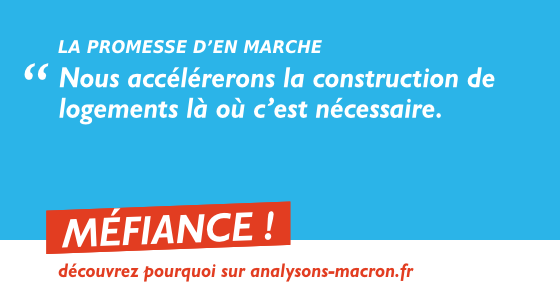 LA PROMESSE D’EN MARCHE
“ Nous accélérerons la construction de
logements là où c’est nécessaire.
MÉFIANCE !
découvrez pourquoi sur analysons-macron.fr